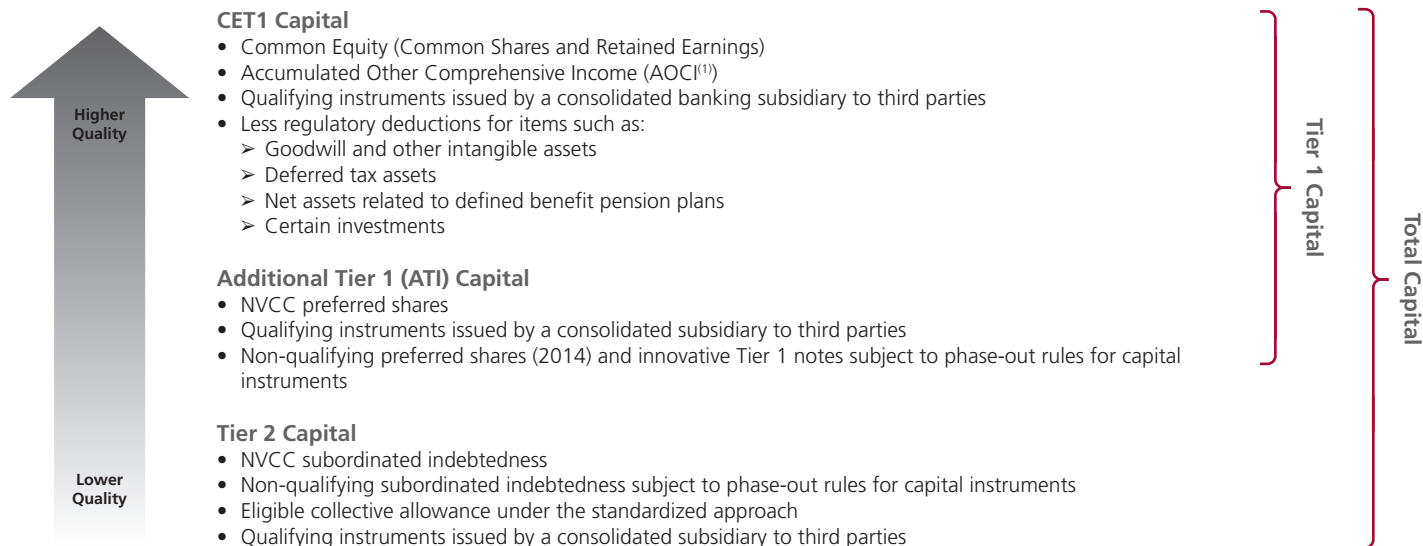 CET1 Capital
• Common Equity (Common Shares and Retained Earnings)
• Accumulated Other Comprehensive Income (AOCI(1))
• Qualifying instruments issued by a consolidated banking subsidiary to third parties
• Less regulatory deductions for items such as:
➢ Goodwill and other intangible assets
➢ Deferred tax assets
➢ Net assets related to defined benefit pension plans
➢ Certain investments
Higher
Quality
Additional Tier 1 (ATI) Capital
• NVCC preferred shares
• Qualifying instruments issued by a consolidated subsidiary to third parties
• Non-qualifying preferred shares (2014) and innovative Tier 1 notes subject to phase-out rules for capital
instruments
Tier 2 Capital
• NVCC subordinated indebtedness
• Non-qualifying subordinated indebtedness subject to phase-out rules for capital instruments
• Eligible collective allowance under the standardized approach
• Qualifying instruments issued by a consolidated subsidiary to third parties
Lower
Quality
Tier 1 Capital
Total Capital